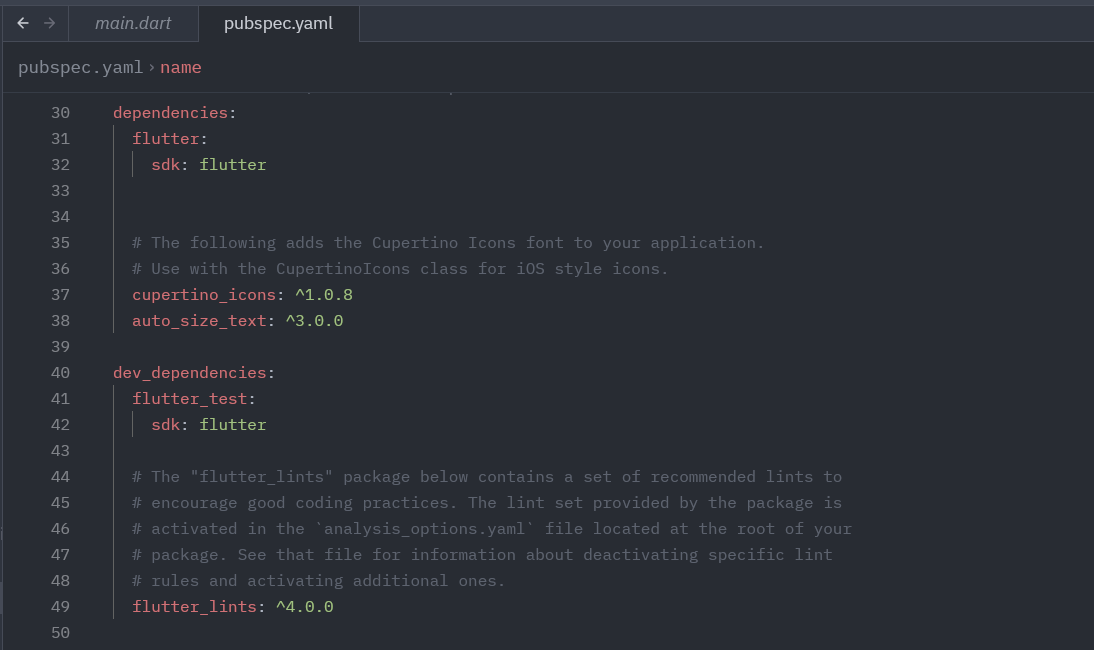 ← → main.dart pubspec.yaml
pubspec.yaml › name
30 dependencies:
31   flutter:
32     sdk: flutter
33
34
35   # The following adds the Cupertino Icons font to your application.
36   # Use with the CupertinoIcons class for iOS style icons.
37   cupertino_icons: ^1.0.8
38   auto_size_text: ^3.0.0
39
40 dev_dependencies:
41   flutter_test:
42     sdk: flutter
43
44   # The "flutter_lints" package below contains a set of recommended lints to
45   # encourage good coding practices. The lint set provided by the package is
46   # activated in the `analysis_options.yaml` file located at the root of your
47   # package. See that file for information about deactivating specific lint
48   # rules and activating additional ones.
49   flutter_lints: ^4.0.0
50